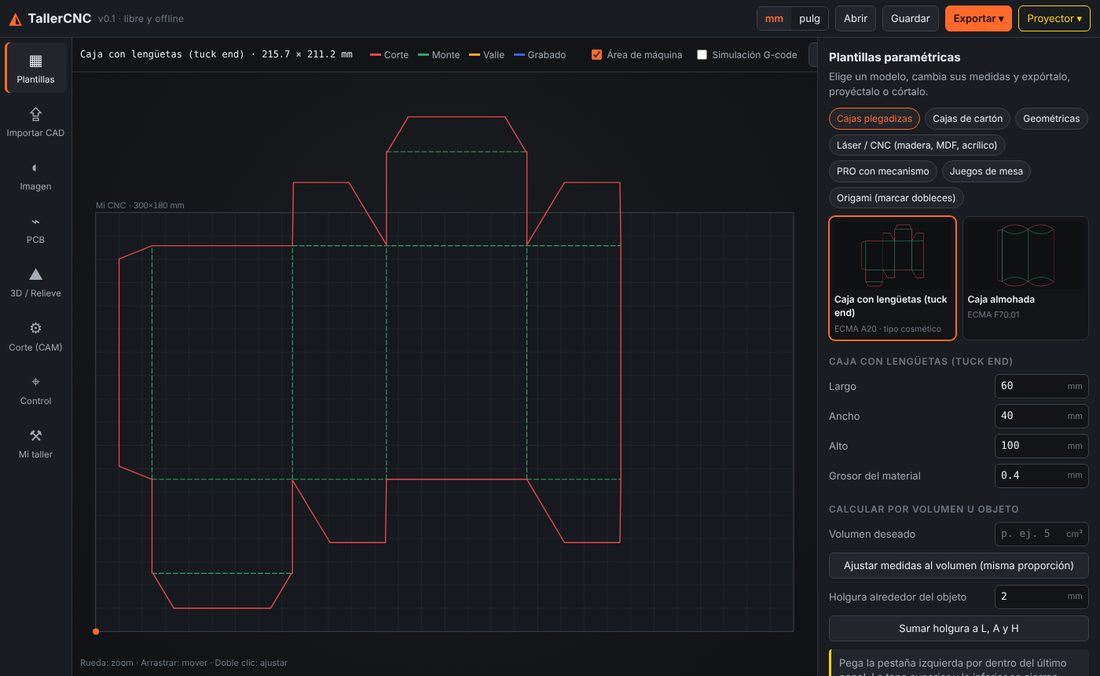 TallerCNC v0.1 · libre y offline
mm pulg Abrir Guardar Exportar ▾ Proyector ▾
Plantillas
Importar CAD
Imagen
PCB
3D / Relieve
Corte (CAM)
Control
Mi taller
Caja con lengüetas (tuck end) · 215.7 × 211.2 mm Corte Monte Valle Grabado Área de máquina Simulación G-code
Mi CNC · 300×180 mm
Rueda: zoom · Arrastrar: mover · Doble clic: ajustar
Plantillas paramétricas
Elige un modelo, cambia sus medidas y expórtalo,
proyéctalo o córtalo.
Cajas plegadizas Cajas de cartón Geométricas
Láser / CNC (madera, MDF, acrílico)
PRO con mecanismo Juegos de mesa
Origami (marcar dobleces)
Caja con lengüetas (tuck
end)
ECMA A20 · tipo cosmético
Caja almohada
ECMA F70.01
CAJA CON LENGÜETAS (TUCK END)
Largo 60 mm
Ancho 40 mm
Alto 100 mm
Grosor del material 0.4 mm
CALCULAR POR VOLUMEN U OBJETO
Volumen deseado p. ej. 5 cm³
Ajustar medidas al volumen (misma proporción)
Holgura alrededor del objeto 2 mm
Sumar holgura a L, A y H
Pega la pestaña izquierda por dentro del último